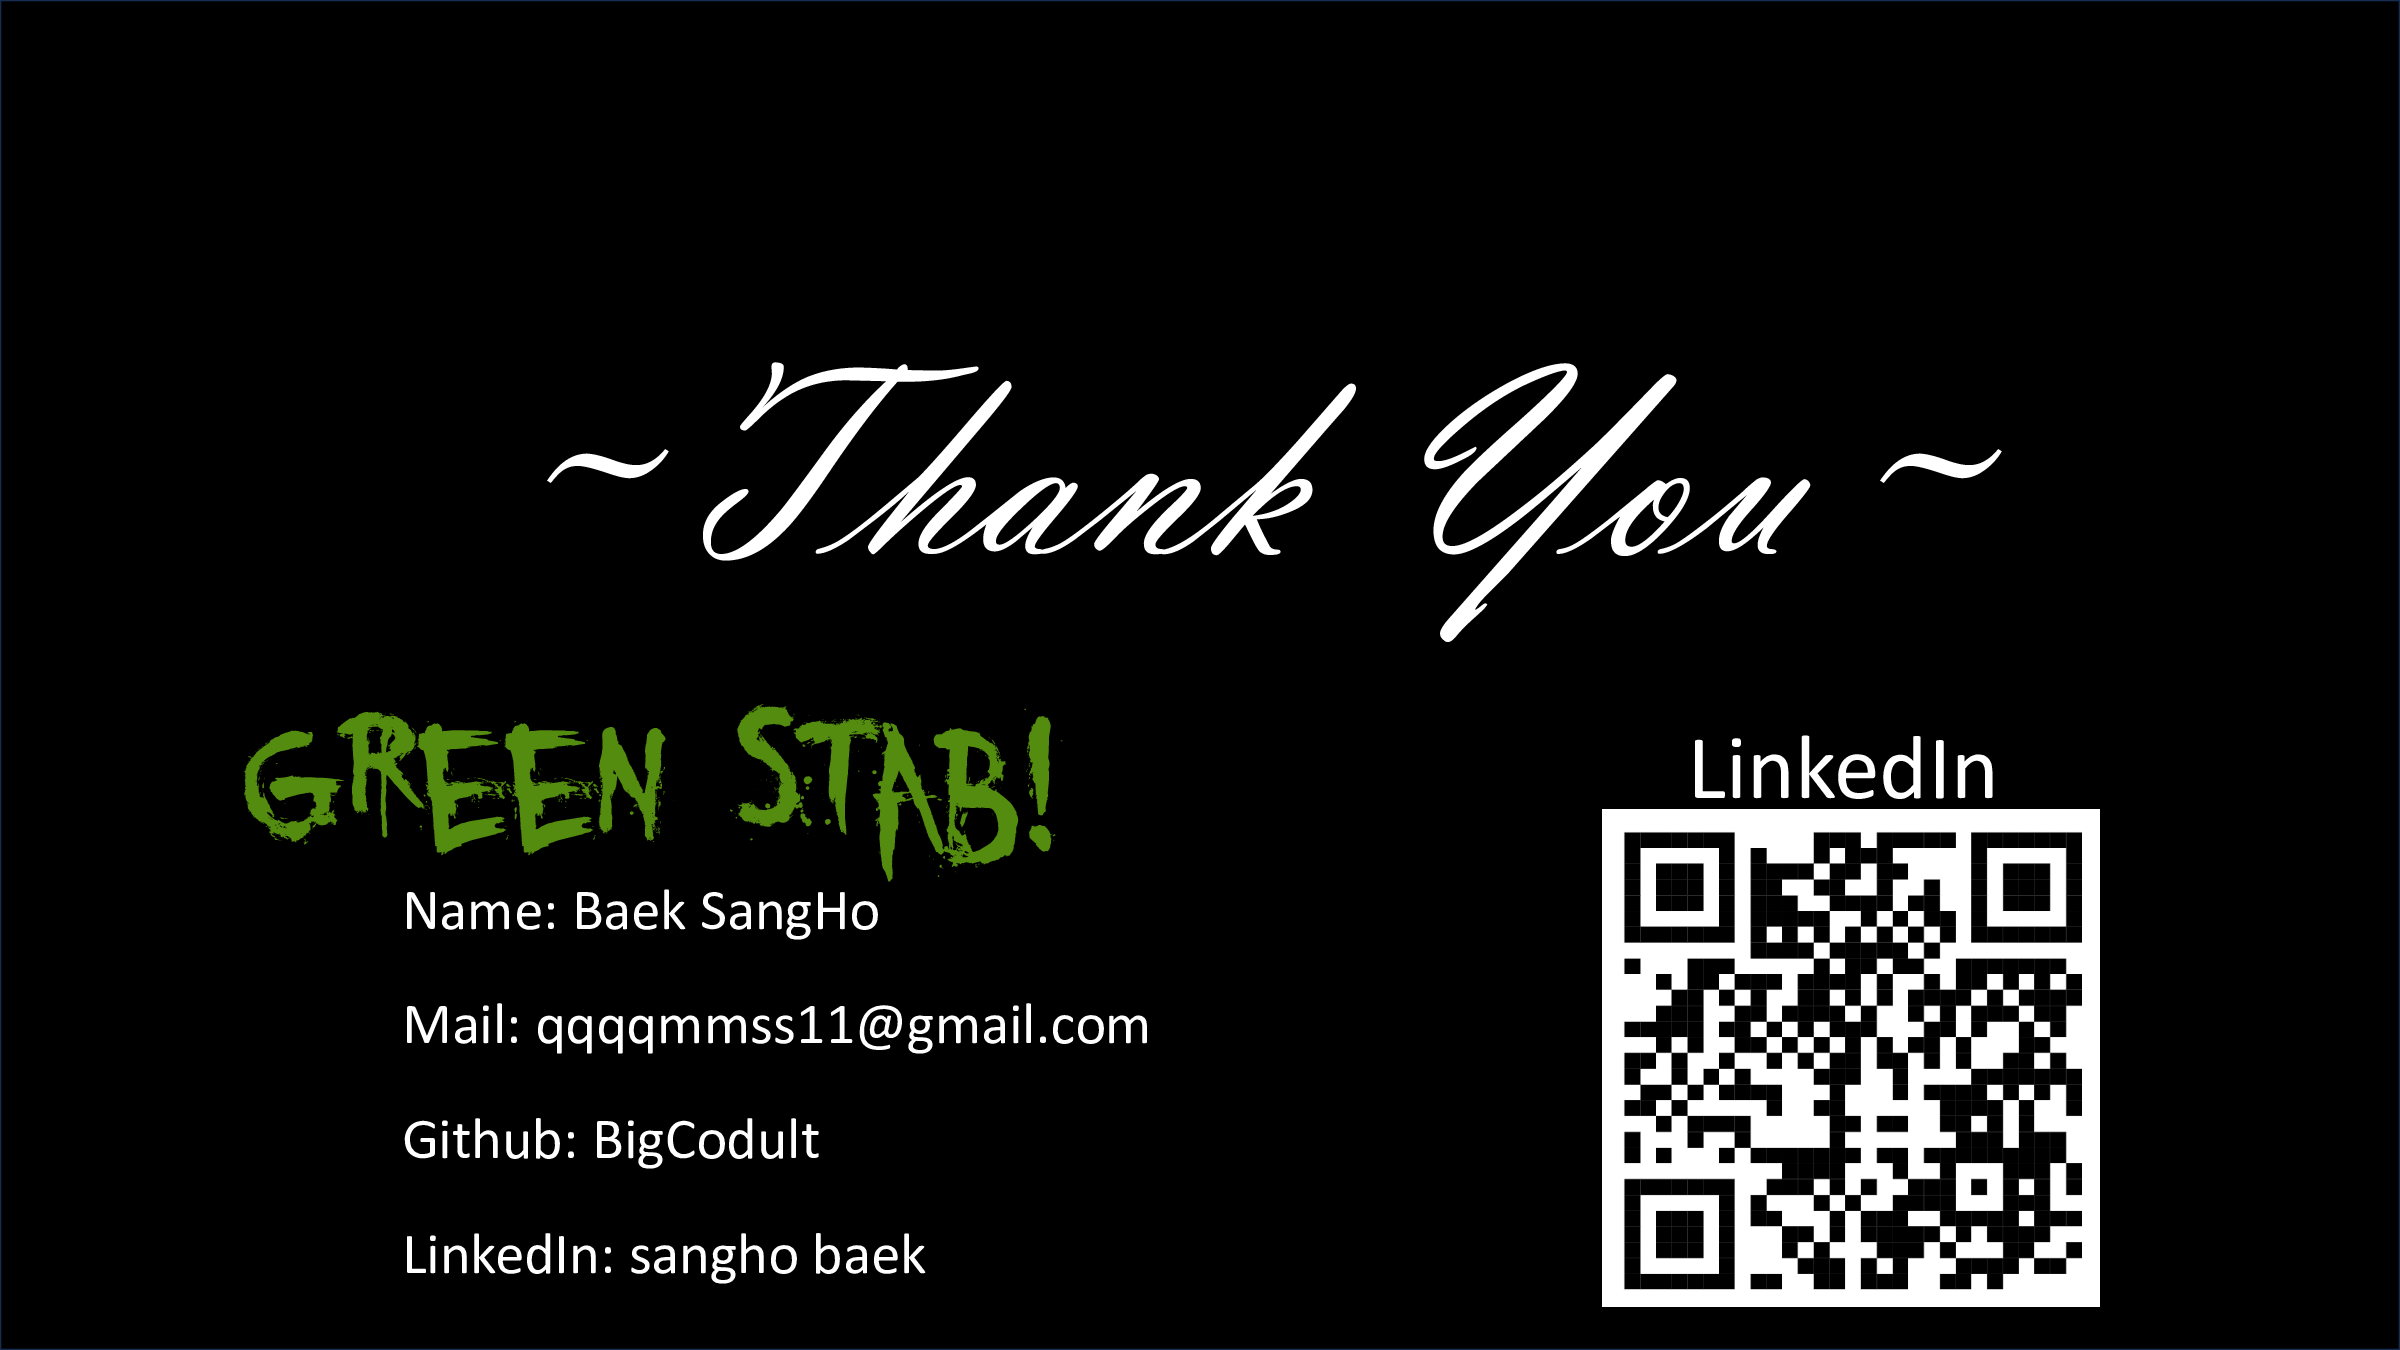 ~ Thank You ~
GREEN STAB!
Name: Baek SangHo
Mail: qqqqmmss11@gmail.com
Github: BigCodult
LinkedIn: sangho baek
LinkedIn